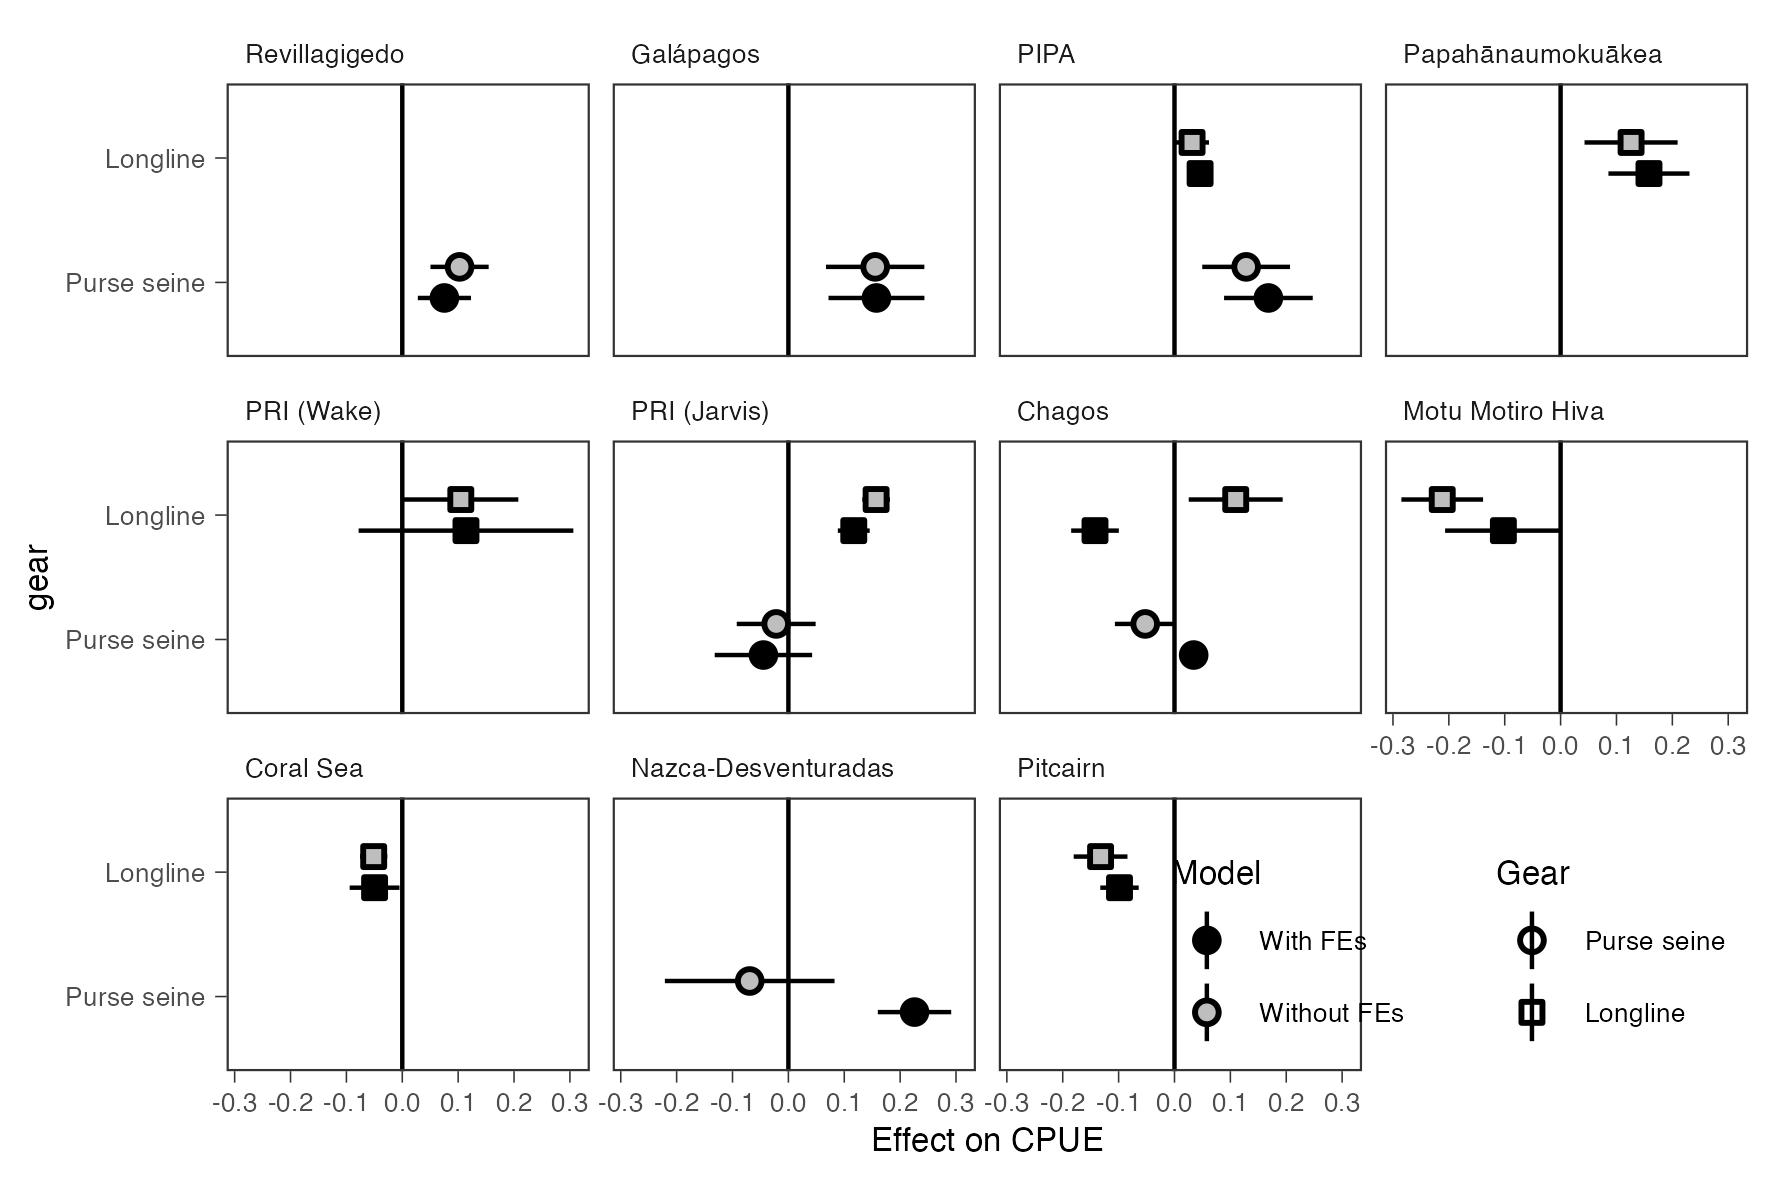 Revillagigedo Galápagos PIPA Papahānaumokuākea
Longline
Purse seine
PRI (Wake) PRI (Jarvis) Chagos Motu Motiro Hiva
Longline
gear
Purse seine
-0.3 -0.2 -0.1 0.0 0.1 0.2 0.3
Coral Sea Nazca-Desventuradas Pitcairn
Longline
Purse seine
Model
With FEs
Without FEs
Gear
Purse seine
Longline
-0.3 -0.2 -0.1 0.0 0.1 0.2 0.3 -0.3 -0.2 -0.1 0.0 0.1 0.2 0.3 -0.3 -0.2 -0.1 0.0 0.1 0.2 0.3
Effect on CPUE